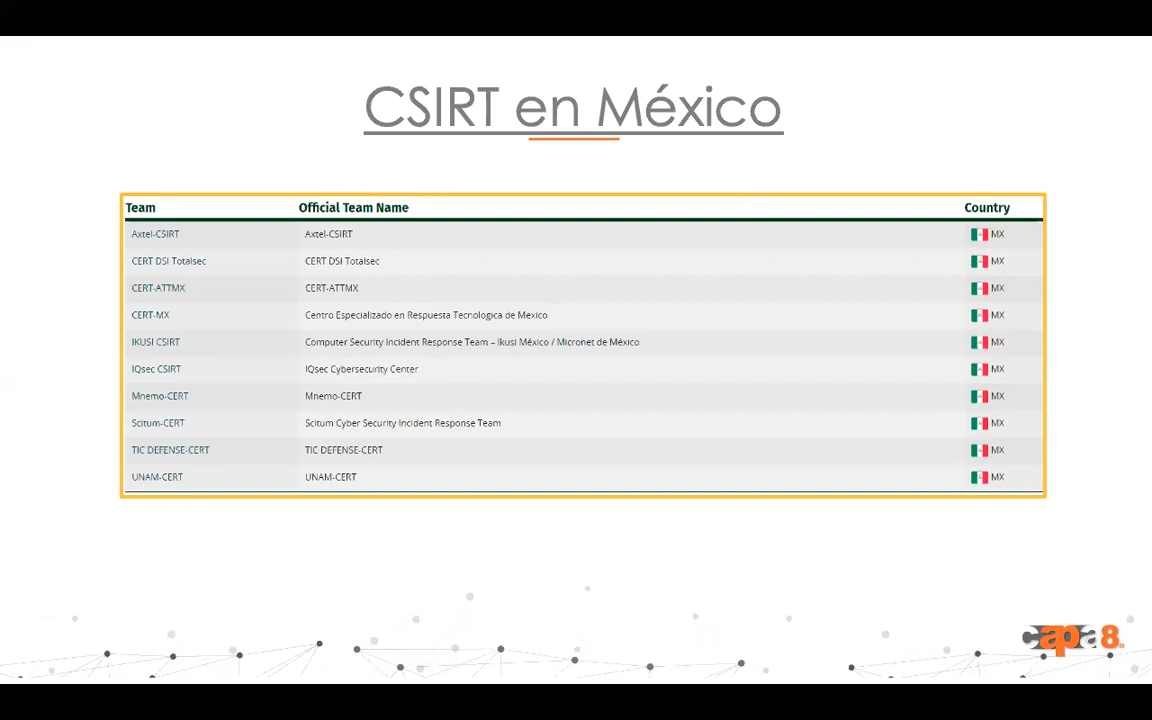 CSIRT en México
Team Official Team Name Country
Axtel-CSIRT Axtel-CSIRT MX
CERT DSI Totalsec CERT DSI Totalsec MX
CERT-ATTMX CERT-ATTMX MX
CERT-MX Centro Especializado en Respuesta Tecnologica de Mexico MX
IKUSI CSIRT Computer Security Incident Response Team – Ikusi México / Micronet de México MX
IQsec CSIRT IQsec Cybersecurity Center MX
Mnemo-CERT Mnemo-CERT MX
Scitum-CERT Scitum Cyber Security Incident Response Team MX
TIC DEFENSE-CERT TIC DEFENSE-CERT MX
UNAM-CERT UNAM-CERT MX
capa8